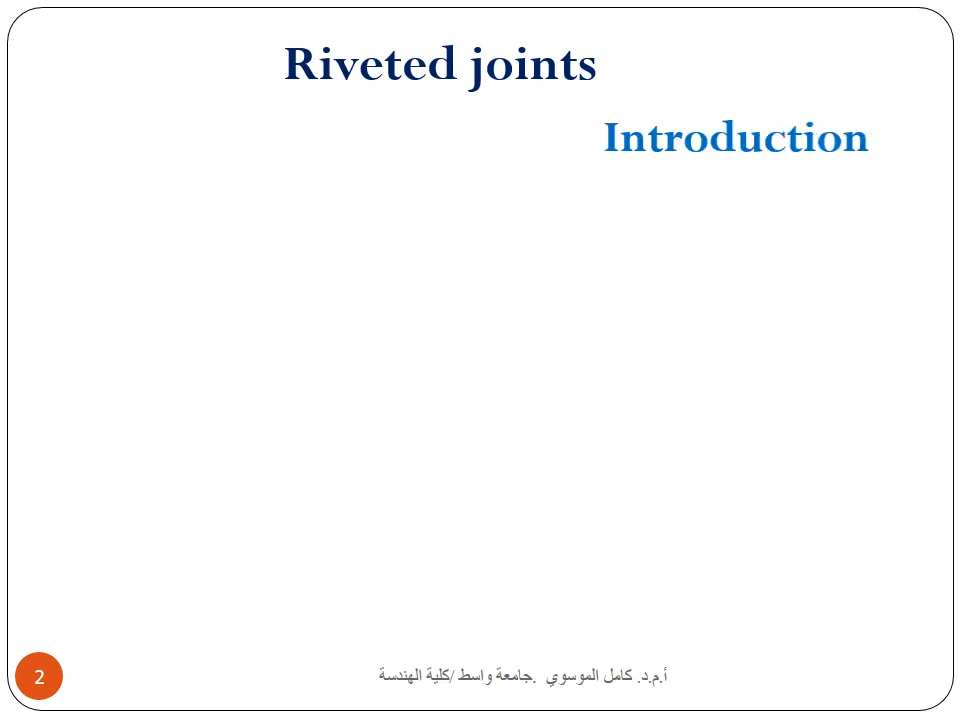 Riveted joints
Introduction
أ.م.د. كامل الموسوي .جامعة واسط /كلية الهندسة
2